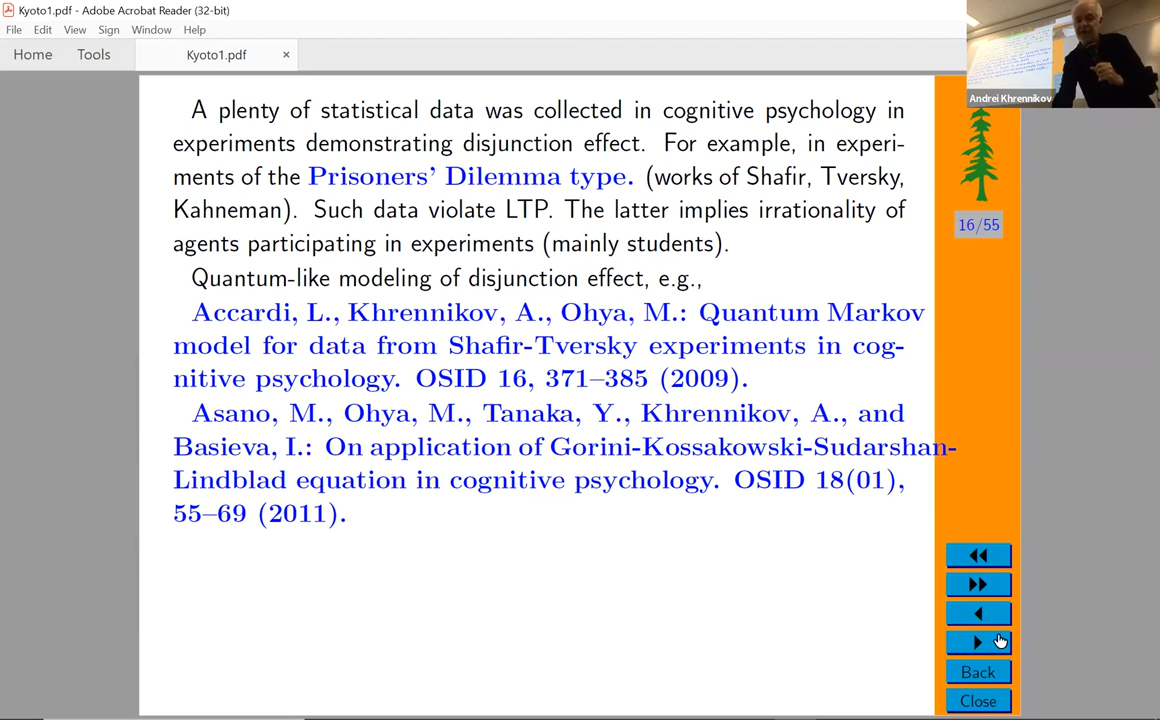 Kyoto1.pdf - Adobe Acrobat Reader (32-bit)
File Edit View Sign Window Help
Home Tools Kyoto1.pdf ×
Andrei Khrennikov
A plenty of statistical data was collected in cognitive psychology in
experiments demonstrating disjunction effect. For example, in experi-
ments of the Prisoners' Dilemma type. (works of Shafir, Tversky,
Kahneman). Such data violate LTP. The latter implies irrationality of
agents participating in experiments (mainly students).
Quantum-like modeling of disjunction effect, e.g.,
Accardi, L., Khrennikov, A., Ohya, M.: Quantum Markov
model for data from Shafir-Tversky experiments in cog-
nitive psychology. OSID 16, 371–385 (2009).
Asano, M., Ohya, M., Tanaka, Y., Khrennikov, A., and
Basieva, I.: On application of Gorini-Kossakowski-Sudarshan-
Lindblad equation in cognitive psychology. OSID 18(01),
55–69 (2011).
16/55
Back
Close